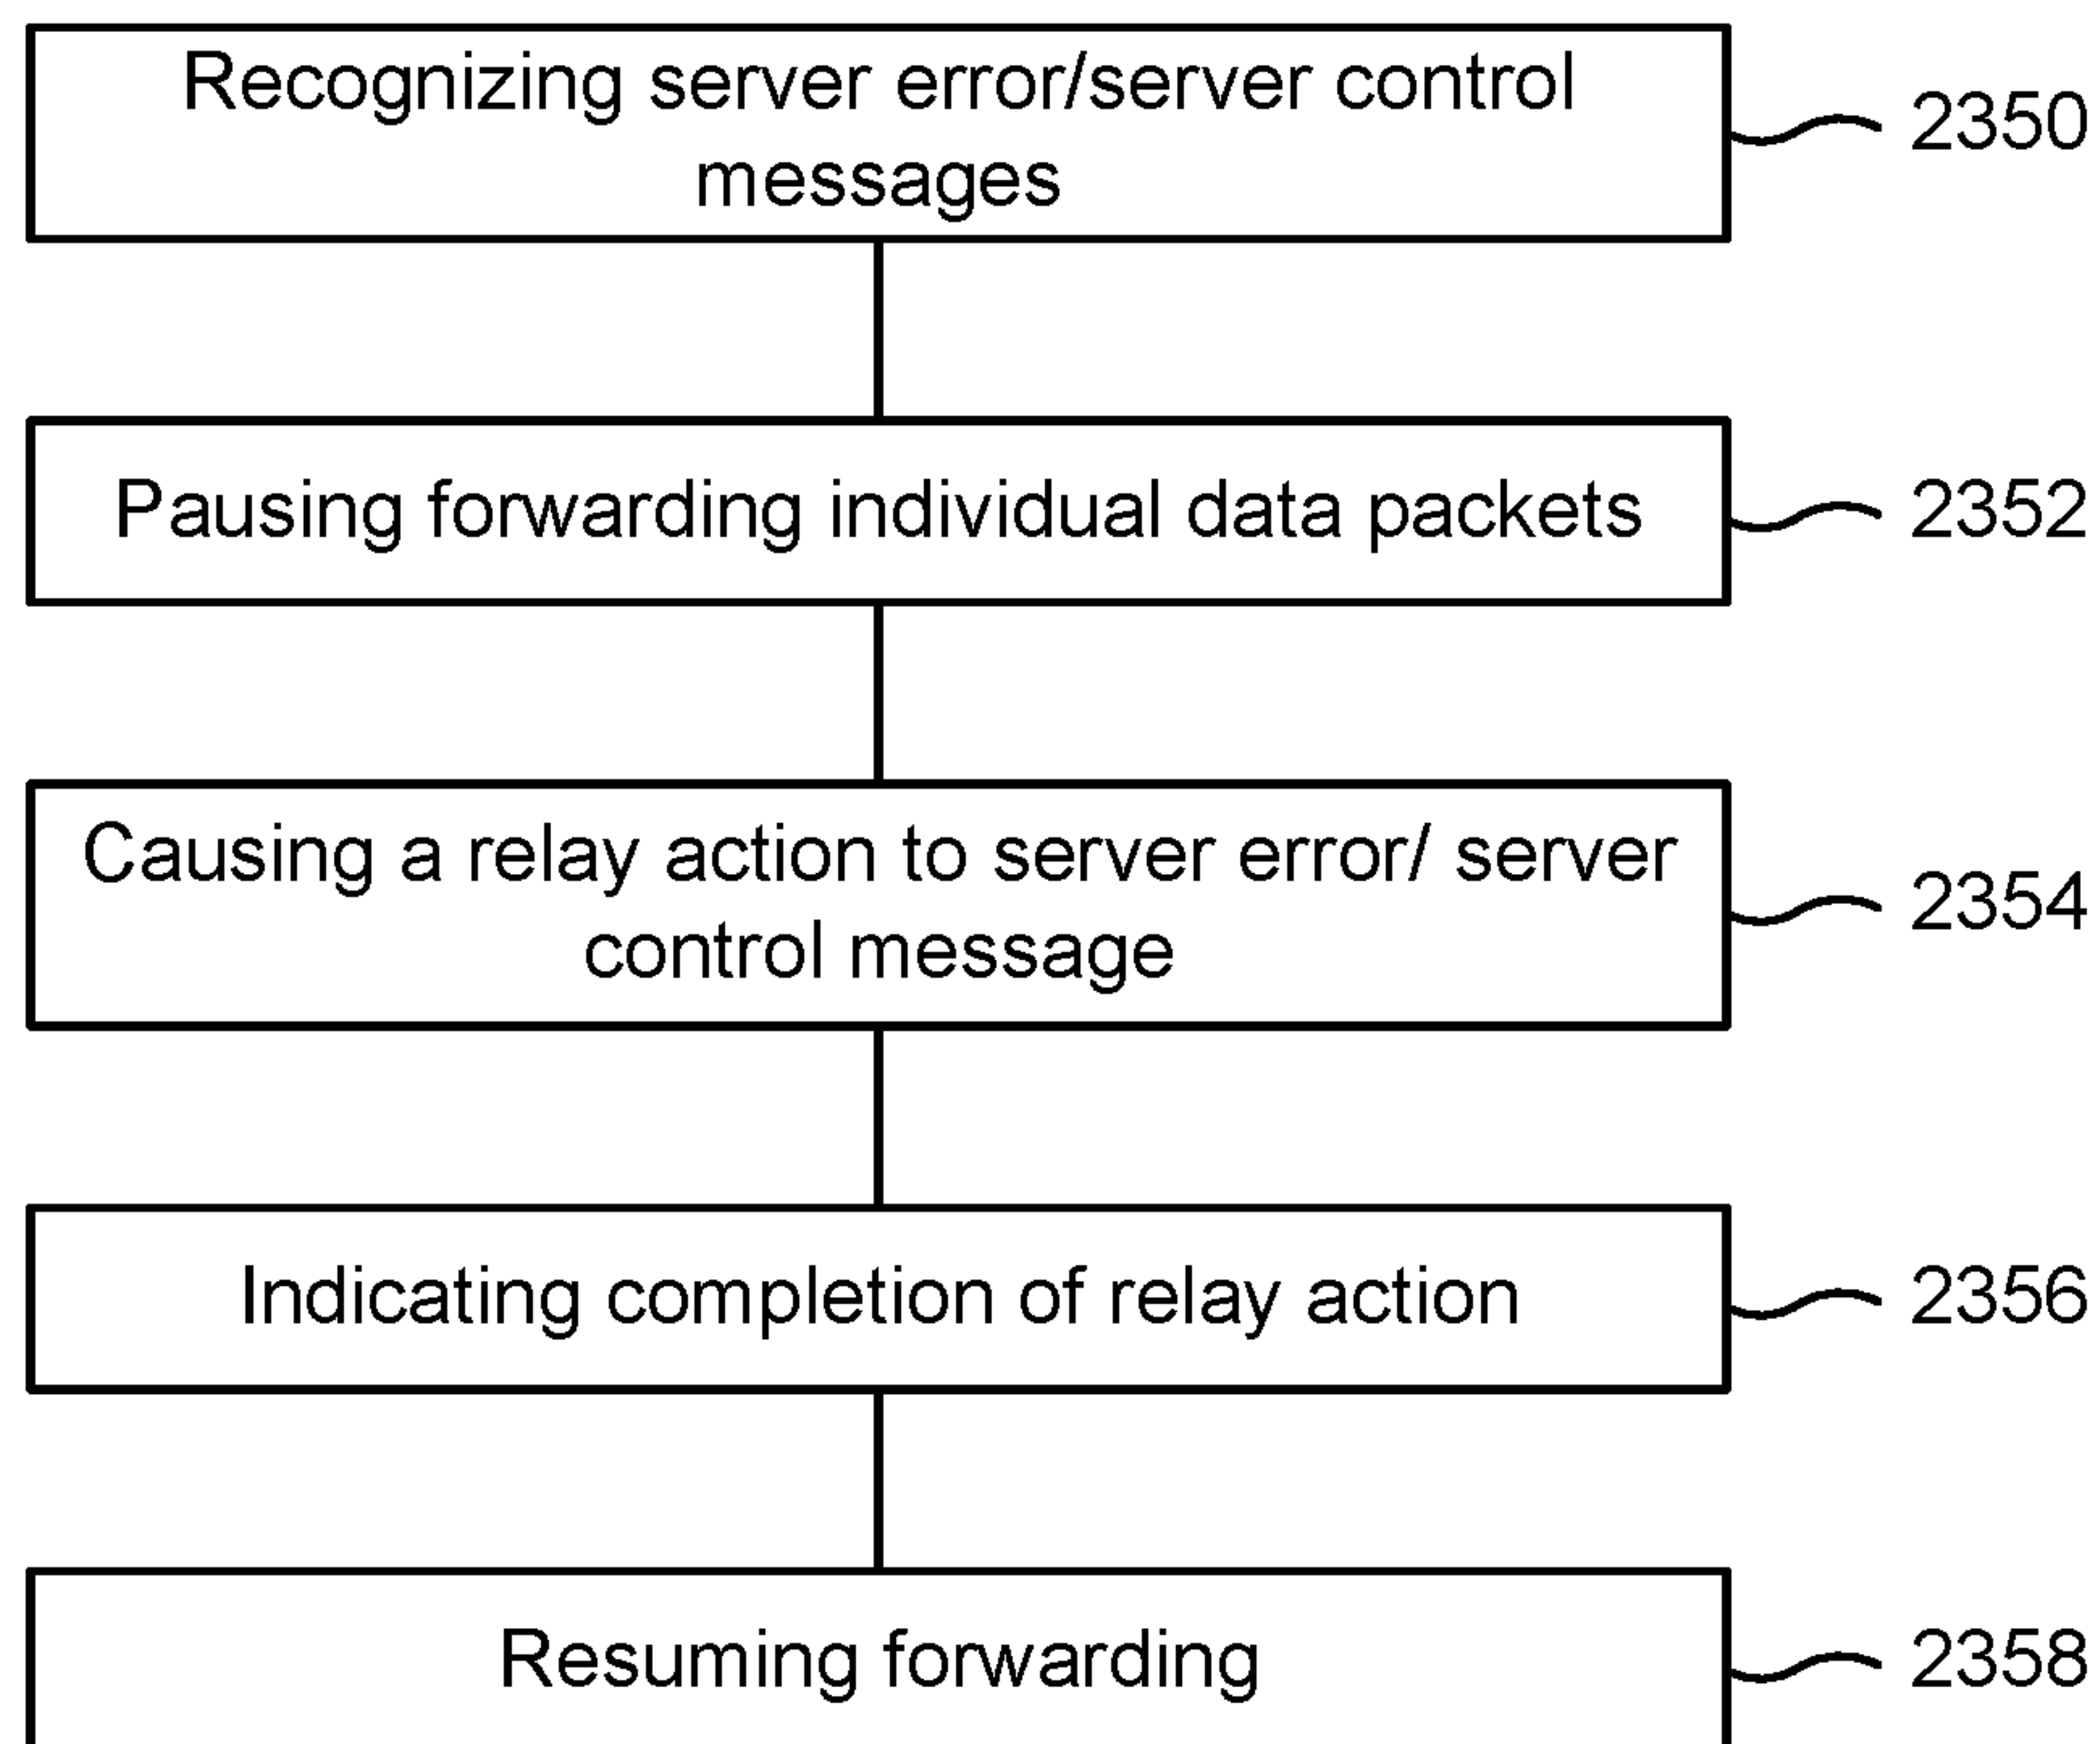 Recognizing server error/server control
messages
2350
Pausing forwarding individual data packets
2352
Causing a relay action to server error/ server
control message
2354
Indicating completion of relay action
2356
Resuming forwarding
2358